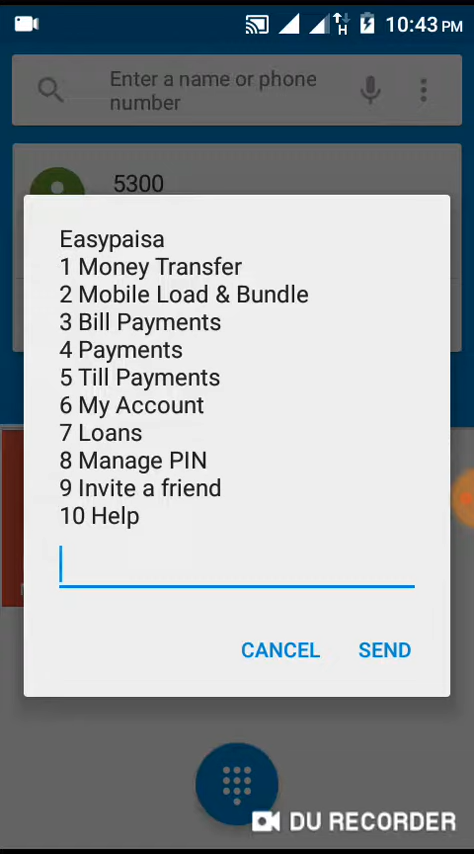 H 10:43 PM
Enter a name or phone
number
5300
Easypaisa
1 Money Transfer
2 Mobile Load & Bundle
3 Bill Payments
4 Payments
5 Till Payments
6 My Account
7 Loans
8 Manage PIN
9 Invite a friend
10 Help
CANCEL SEND
DU RECORDER